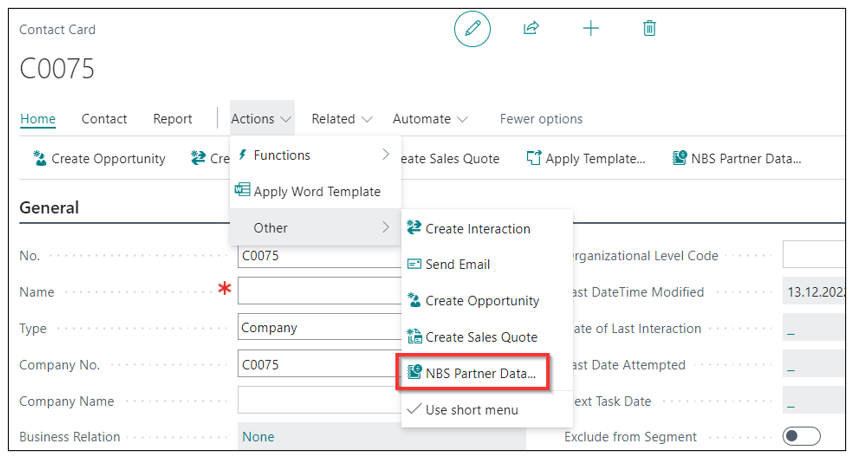 Contact Card
C0075
Home Contact Report Actions Related Automate Fewer options
Create Opportunity Cre reate Sales Quote Apply Template... NBS Partner Data...
Functions
Apply Word Template
Other
Create Interaction
Send Email
Create Opportunity
Create Sales Quote
NBS Partner Data...
Use short menu
General
No. C0075 Organizational Level Code
Name ast DateTime Modified 13.12.2022
Type Company ate of Last Interaction _
Company No. C0075 ast Date Attempted _
Company Name ext Task Date _
Business Relation None Exclude from Segment